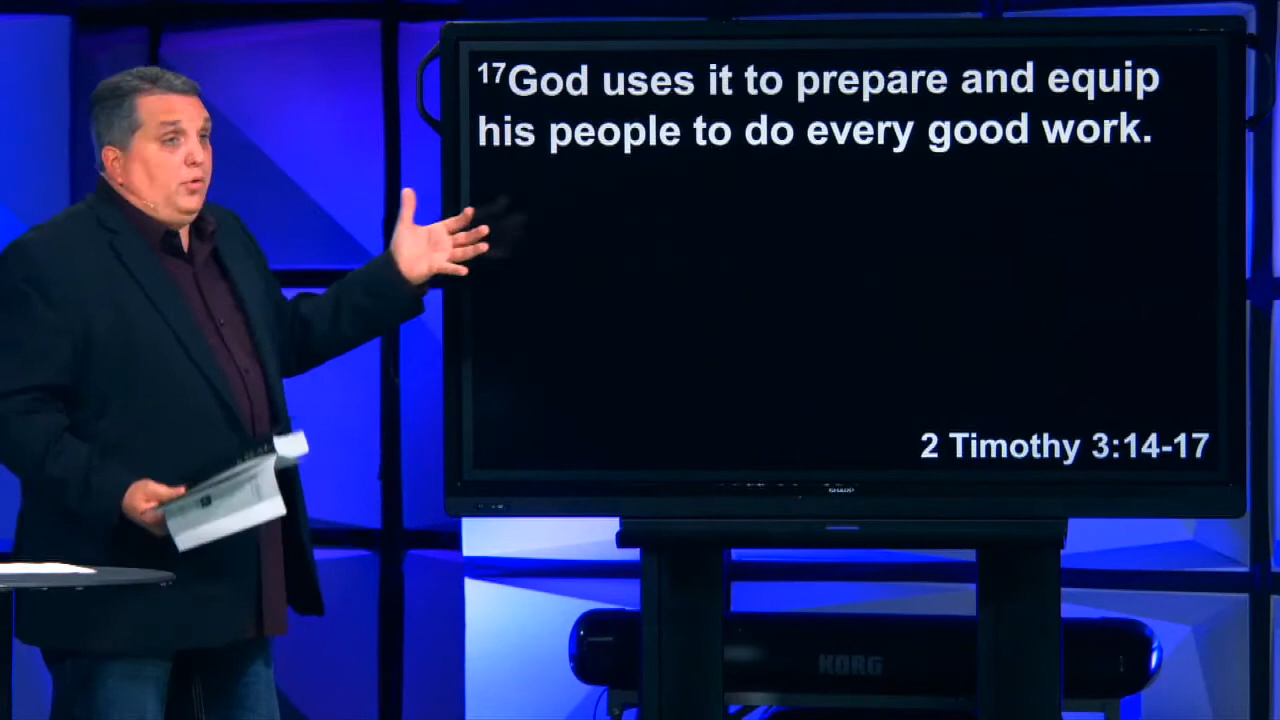 ¹⁷God uses it to prepare and equip
his people to do every good work.
2 Timothy 3:14-17
SHARP
KORG